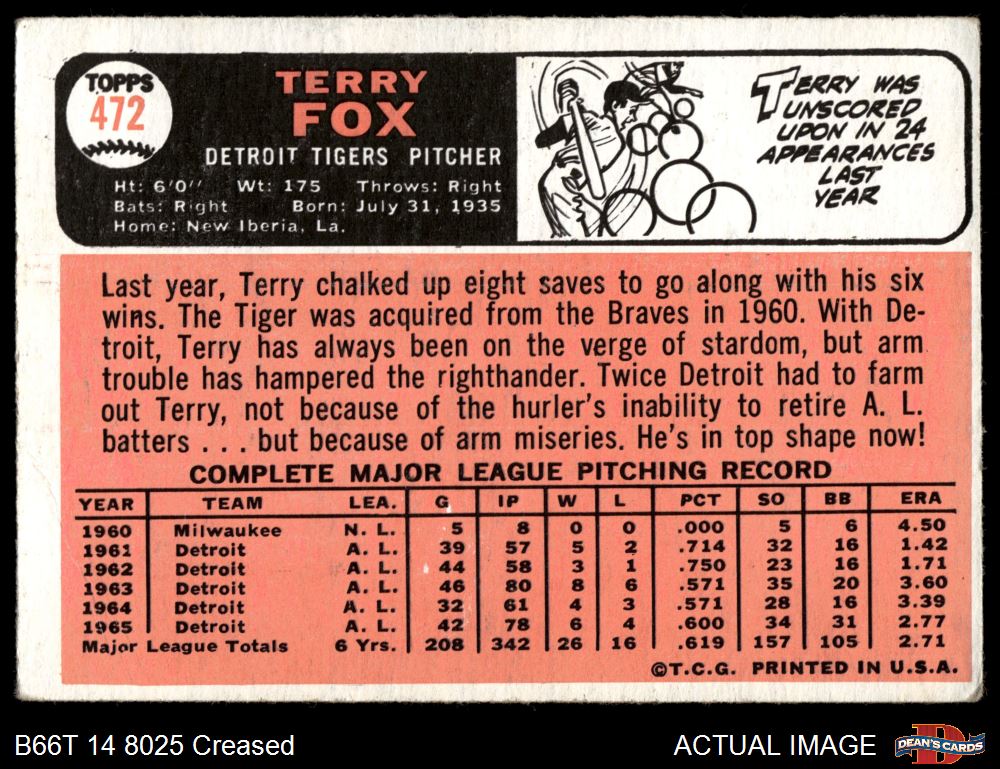 TOPPS
472
TERRY
FOX
DETROIT TIGERS PITCHER
Ht: 6'0" Wt: 175 Throws: Right
Bats: Right Born: July 31, 1935
Home: New Iberia, La.
TERRY WAS
UNSCORED
UPON IN 24
APPEARANCES
LAST
YEAR
Last year, Terry chalked up eight saves to go along with his six
wins. The Tiger was acquired from the Braves in 1960. With De-
troit, Terry has always been on the verge of stardom, but arm
trouble has hampered the righthander. Twice Detroit had to farm
out Terry, not because of the hurler's inability to retire A. L.
batters . . . but because of arm miseries. He's in top shape now!
COMPLETE MAJOR LEAGUE PITCHING RECORD
YEAR TEAM LEA. G IP W L PCT SO BB ERA
1960 Milwaukee N. L. 5 8 0 0 .000 5 6 4.50
1961 Detroit A. L. 39 57 5 2 .714 32 16 1.42
1962 Detroit A. L. 44 58 3 1 .750 23 16 1.71
1963 Detroit A. L. 46 80 8 6 .571 35 20 3.60
1964 Detroit A. L. 32 61 4 3 .571 28 16 3.39
1965 Detroit A. L. 42 78 6 4 .600 34 31 2.77
Major League Totals 6 Yrs. 208 342 26 16 .619 157 105 2.71
©T.C.G. PRINTED IN U.S.A.
B66T 14 8025 Creased
ACTUAL IMAGE
DEAN'S CARDS